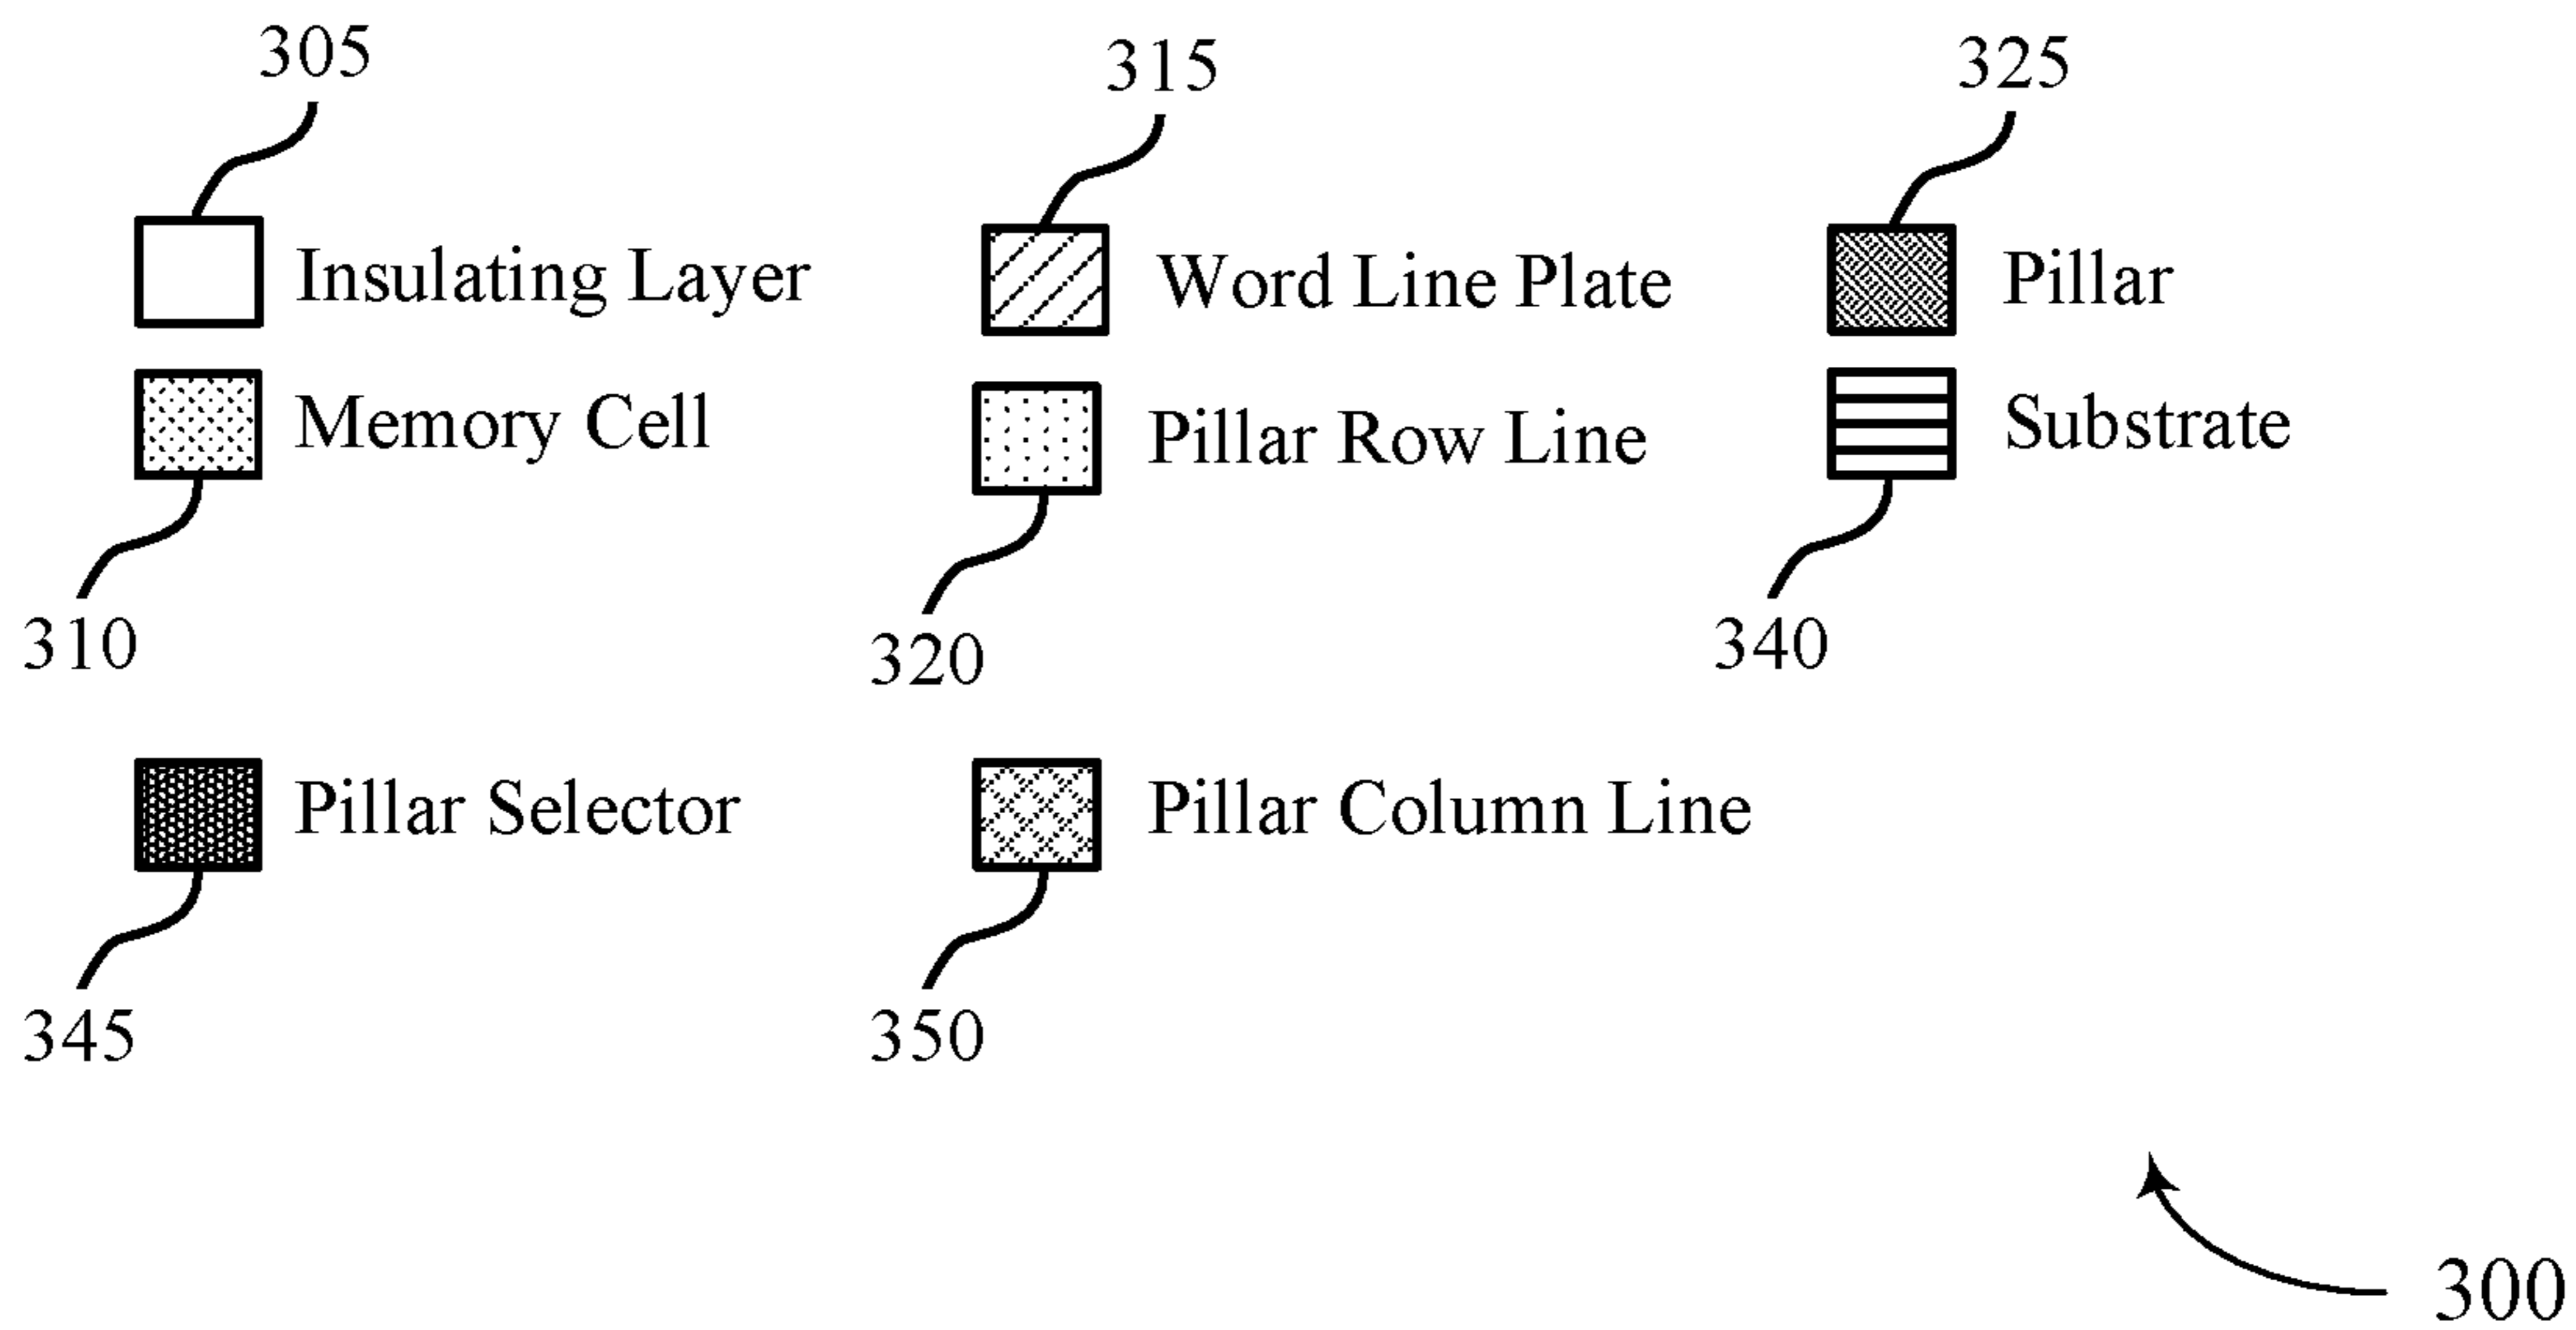 305
315
325
Insulating Layer
Word Line Plate
Pillar
Memory Cell
Pillar Row Line
Substrate
310
320
340
Pillar Selector
Pillar Column Line
345
350
300